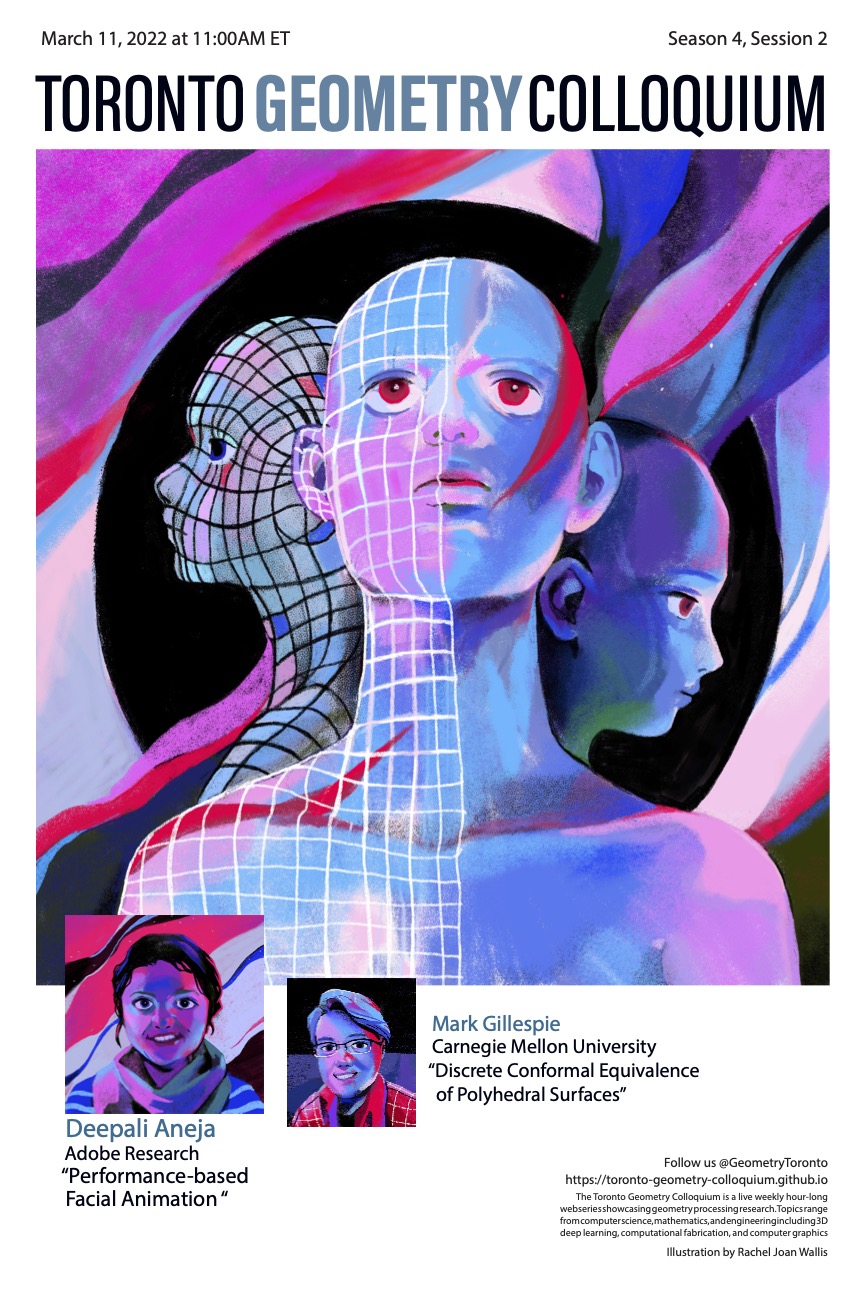 March 11, 2022 at 11:00AM ET
Season 4, Session 2
TORONTO GEOMETRY COLLOQUIUM
Mark Gillespie
Carnegie Mellon University
“Discrete Conformal Equivalence
of Polyhedral Surfaces”
Deepali Aneja
Adobe Research
“Performance-based
Facial Animation “
Follow us @GeometryToronto
https://toronto-geometry-colloquium.github.io
The Toronto Geometry Colloquium is a live weekly hour-long
webseries showcasing geometry processing research. Topics range
from computer science, mathematics, and engineering including 3D
deep learning, computational fabrication, and computer graphics
Illustration by Rachel Joan Wallis